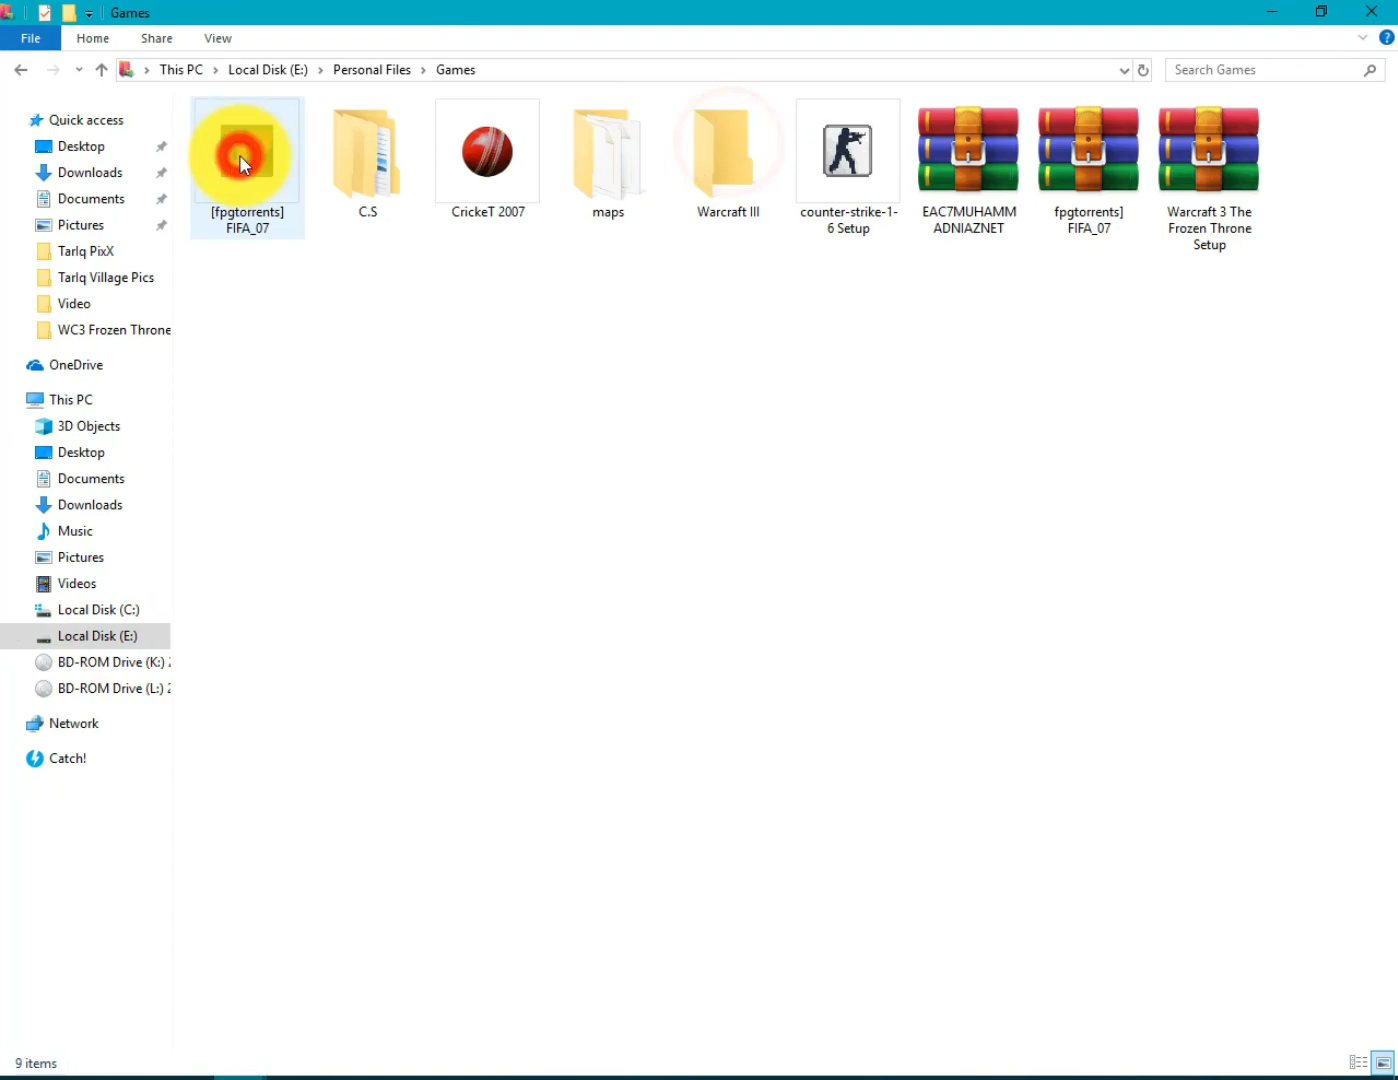 Games
File
Home
Share
View
This PC
Local Disk (E:)
Personal Files
Games
Search Games
Quick access
Desktop
Downloads
Documents
Pictures
Tarlq PixX
Tarlq Village Pics
Video
WC3 Frozen Throne
OneDrive
This PC
3D Objects
Desktop
Documents
Downloads
Music
Pictures
Videos
Local Disk (C:)
Local Disk (E:)
BD-ROM Drive (K:) 2
BD-ROM Drive (L:) 2
Network
Catch!
[fpgtorrents]
FIFA_07
C.S
CrickeT 2007
maps
Warcraft III
counter-strike-1-
6 Setup
EAC7MUHAMM
ADNIAZNET
fpgtorrents]
FIFA_07
Warcraft 3 The
Frozen Throne
Setup
9 items